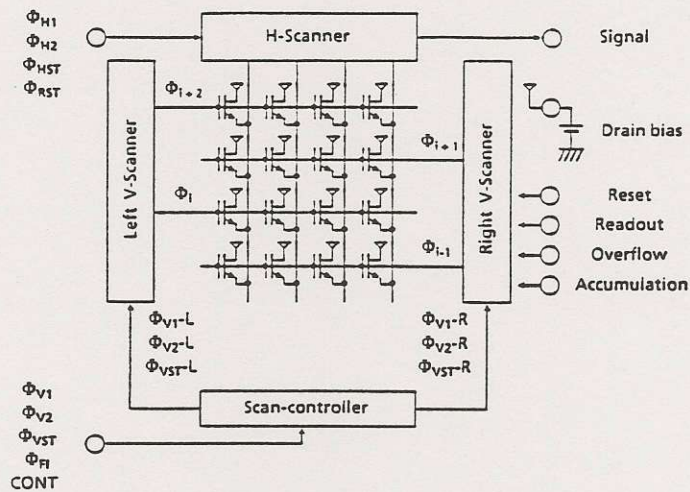 ΦH1
ΦH2
ΦHST
ΦRST
H-Scanner
Signal
Left V-Scanner
Φi+2
Φi+1
Φi
Φi-1
Right V-Scanner
Drain bias
Reset
Readout
Overflow
Accumulation
ΦV1-L
ΦV2-L
ΦVST-L
ΦV1-R
ΦV2-R
ΦVST-R
Scan-controller
ΦV1
ΦV2
ΦVST
ΦFI
CONT